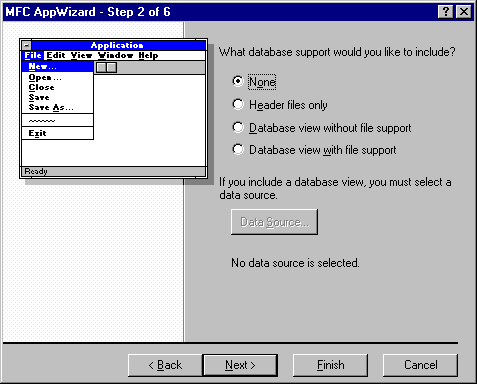 MFC AppWizard - Step 2 of 6
Application
File Edit View Window Help
New...
Open...
Close
Save
Save As...
Exit
Ready
What database support would you like to include?
None
Header files only
Database view without file support
Database view with file support
If you include a database view, you must select a
data source.
Data Source...
No data source is selected.
< Back
Next >
Finish
Cancel